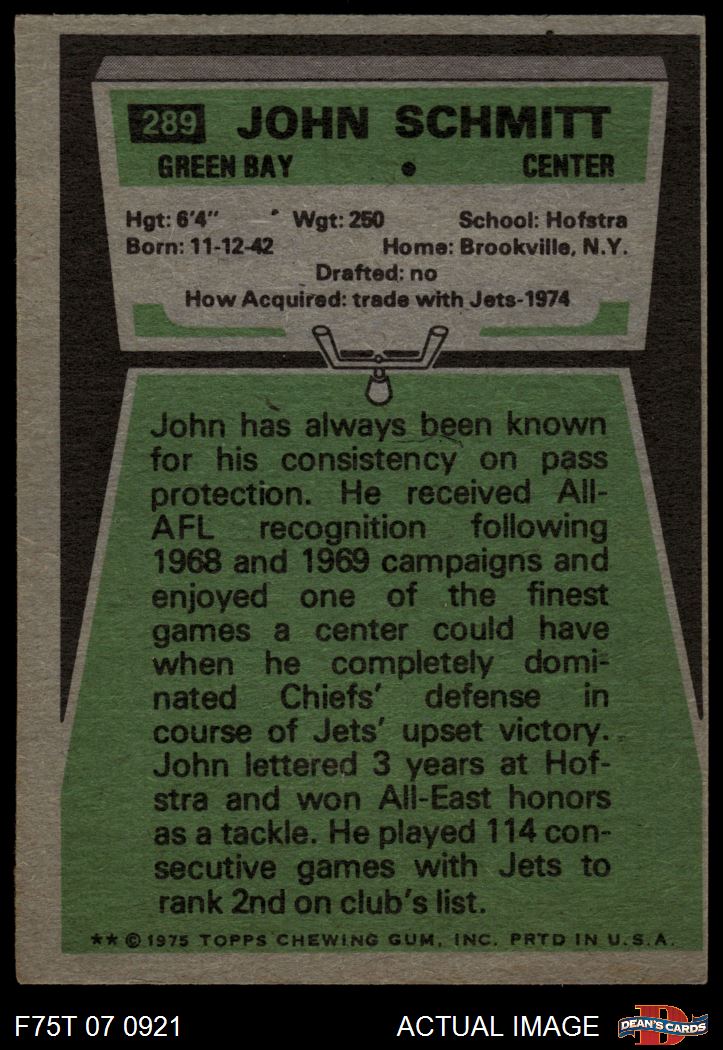 289 JOHN SCHMITT
GREEN BAY • CENTER
Hgt: 6'4" Wgt: 250 School: Hofstra
Born: 11-12-42 Home: Brookville, N.Y.
Drafted: no
How Acquired: trade with Jets-1974
John has always been known
for his consistency on pass
protection. He received All-
AFL recognition following
1968 and 1969 campaigns and
enjoyed one of the finest
games a center could have
when he completely domi-
nated Chiefs' defense in
course of Jets' upset victory.
John lettered 3 years at Hof-
stra and won All-East honors
as a tackle. He played 114 con-
secutive games with Jets to
rank 2nd on club's list.
** © 1975 TOPPS CHEWING GUM, INC. PRTD IN U.S.A.
F75T 07 0921 ACTUAL IMAGE D DEAN'S CARDS